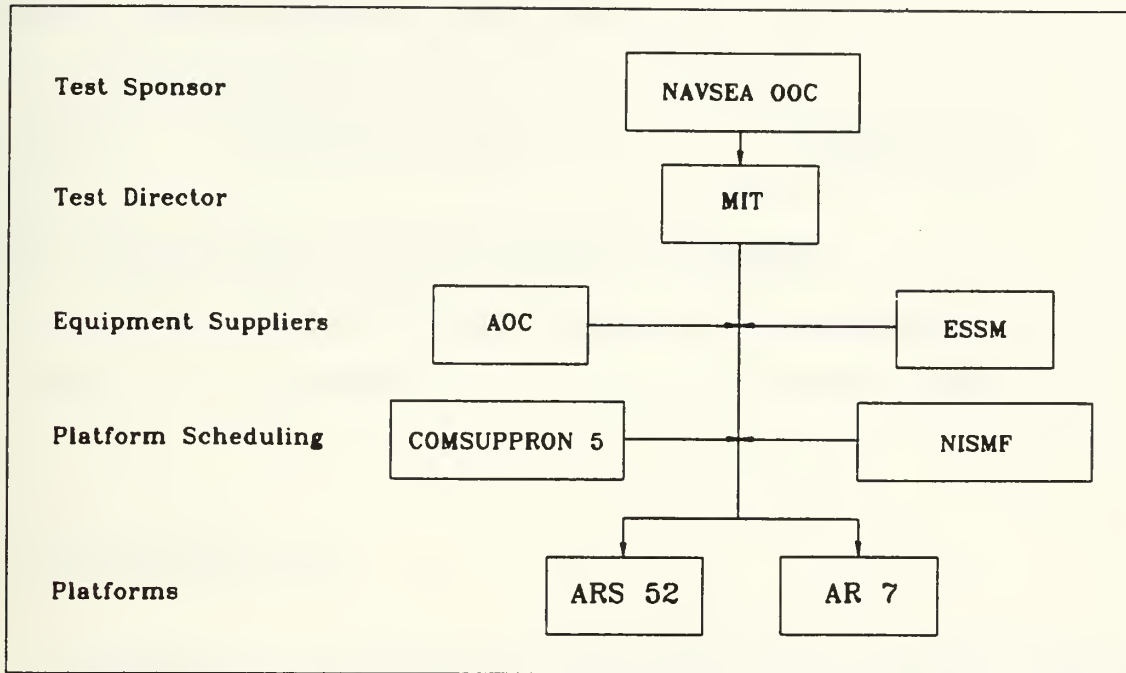 Test Sponsor
NAVSEA OOC
Test Director
MIT
Equipment Suppliers
AOC
ESSM
Platform Scheduling
COMSUPPRON 5
NISMF
Platforms
ARS 52
AR 7